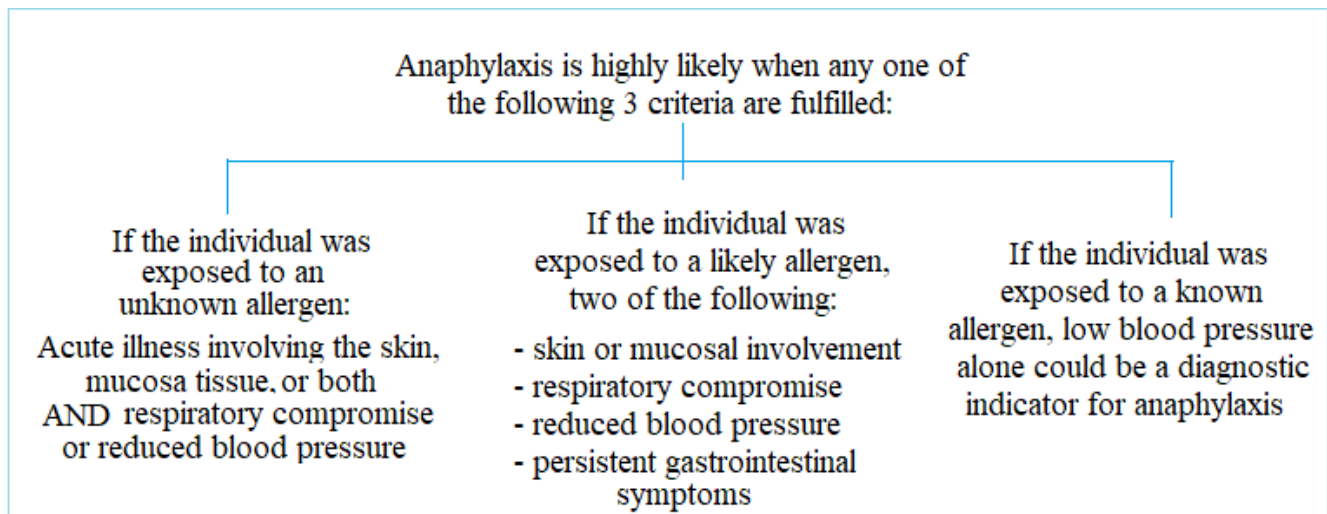 Anaphylaxis is highly likely when any one of
the following 3 criteria are fulfilled:
If the individual was
exposed to an
unknown allergen:
Acute illness involving the skin,
mucosa tissue, or both
AND respiratory compromise
or reduced blood pressure
If the individual was
exposed to a likely allergen,
two of the following:
- skin or mucosal involvement
- respiratory compromise
- reduced blood pressure
- persistent gastrointestinal
symptoms
If the individual was
exposed to a known
allergen, low blood pressure
alone could be a diagnostic
indicator for anaphylaxis